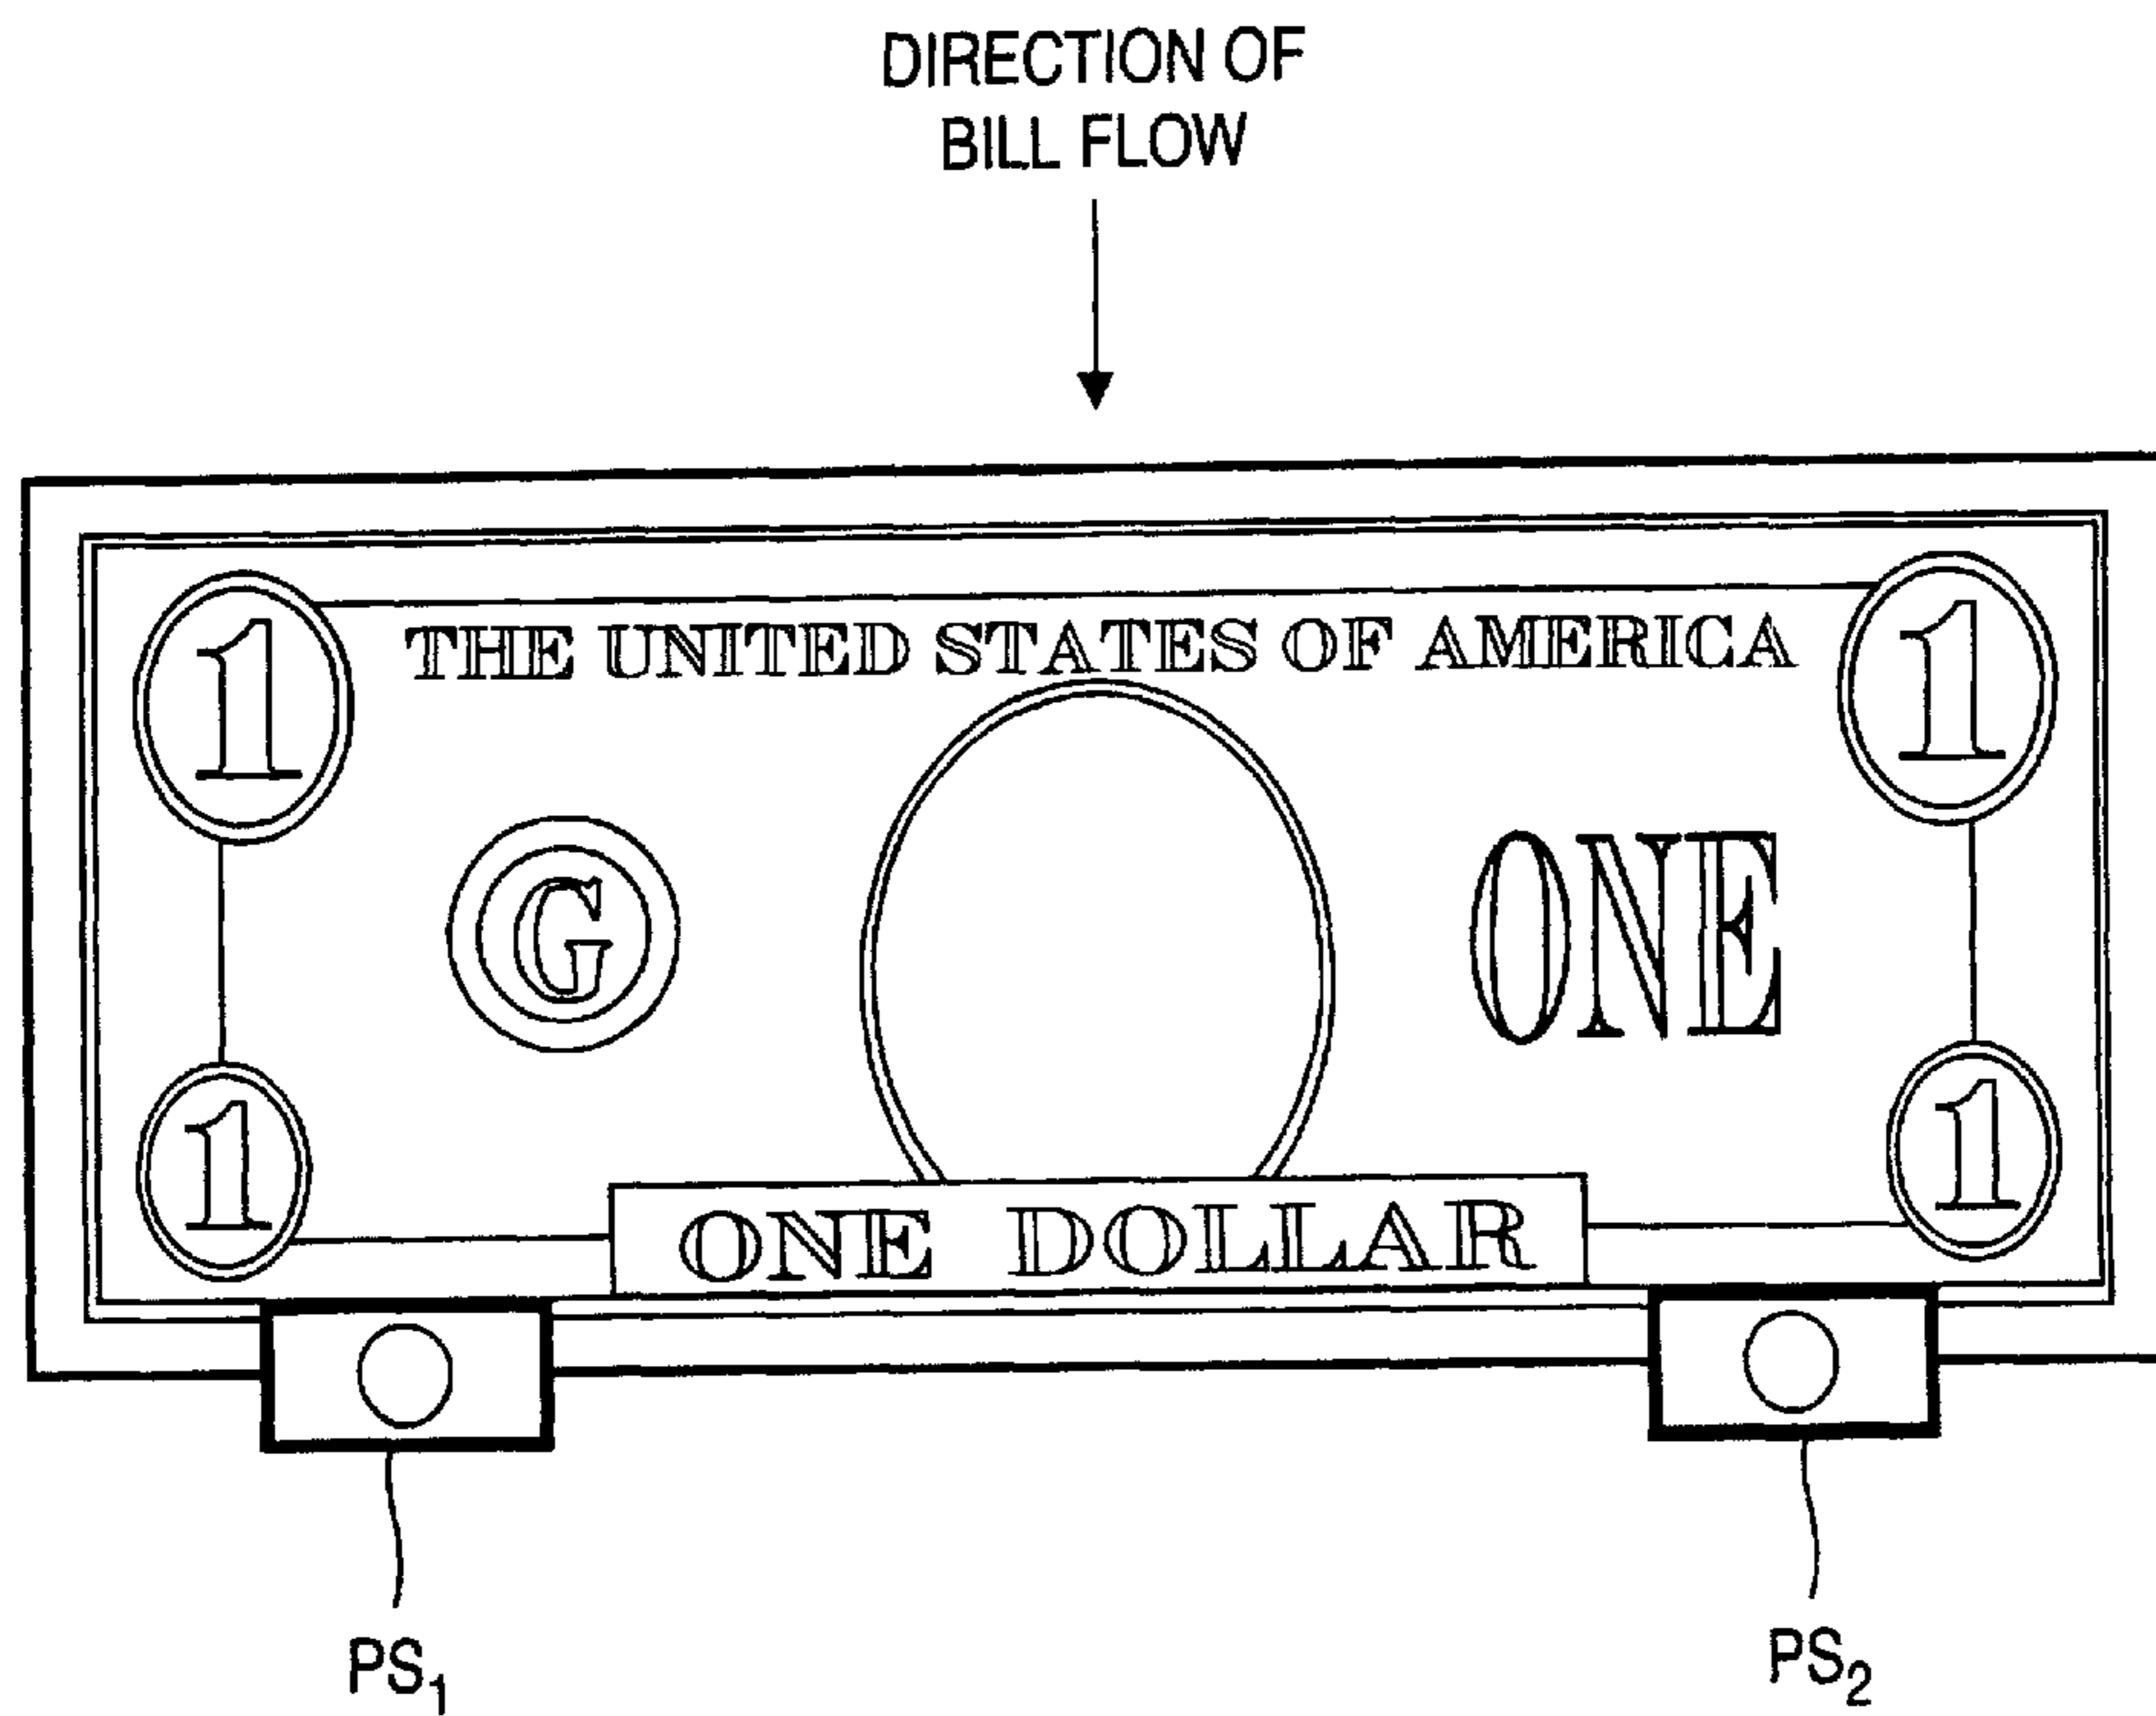 DIRECTION OF
BILL FLOW
1 1
THE UNITED STATES OF AMERICA
G ONE
1 1
ONE DOLLAR
PS₁ PS₂